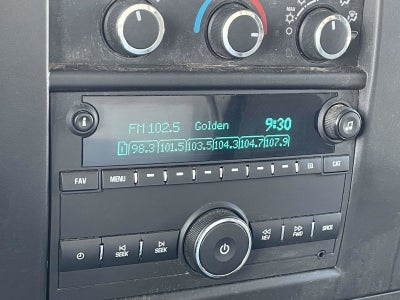 FM 102.5 Golden 9:30
1 98.3 101.5 103.5 104.3 104.7 107.9
FAV MENU EQ CAT
SEEK SEEK REV FWD